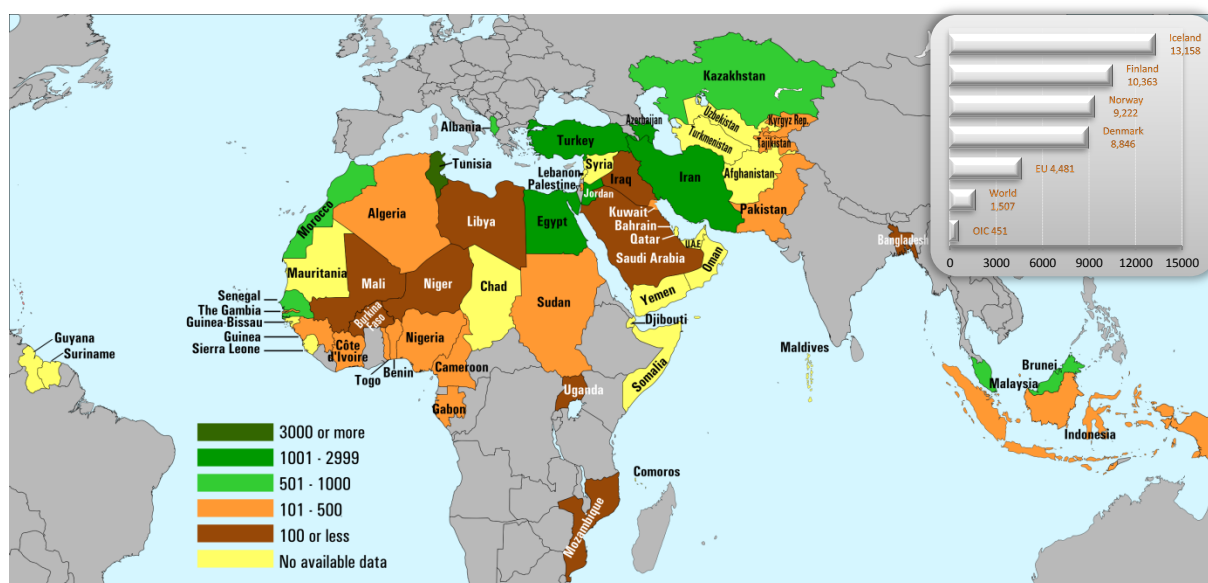 Iceland
13,158
Finland
10,363
Norway
9,222
Denmark
8,846
EU 4,481
World
1,507
OIC 451
0 3000 6000 9000 12000 15000
Kazakhstan
Uzbekistan
Kyrgyz Rep.
Turkmenistan
Tajikistan
Azerbaijan
Albania
Turkey
Tunisia
Lebanon
Syria
Palestine
Iraq
Iran
Afghanistan
Jordan
Pakistan
Morocco
Algeria
Libya
Egypt
Kuwait
Bahrain
Qatar
UAE
Saudi Arabia
Oman
Bangladesh
Mauritania
Mali
Niger
Chad
Sudan
Yemen
Senegal
The Gambia
Guinea-Bissau
Guinea
Sierra Leone
Burkina
Faso
Côte
d'Ivoire
Nigeria
Djibouti
Togo
Benin
Cameroon
Somalia
Guyana
Suriname
Maldives
Brunei
Malaysia
Indonesia
Gabon
Uganda
Comoros
Mozambique
3000 or more
1001 - 2999
501 - 1000
101 - 500
100 or less
No available data